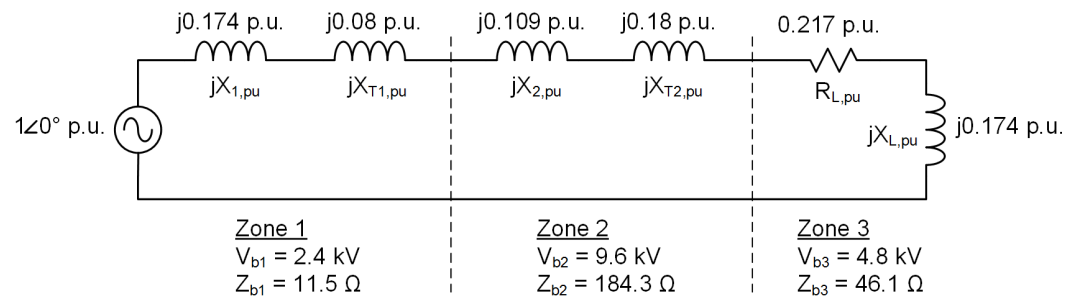 j0.174 p.u.
j0.08 p.u.
j0.109 p.u.
j0.18 p.u.
0.217 p.u.
jX1,pu
jXT1,pu
jX2,pu
jXT2,pu
RL,pu
1∠0° p.u.
jXL,pu
j0.174 p.u.
Zone 1
Vb1 = 2.4 kV
Zb1 = 11.5 Ω
Zone 2
Vb2 = 9.6 kV
Zb2 = 184.3 Ω
Zone 3
Vb3 = 4.8 kV
Zb3 = 46.1 Ω